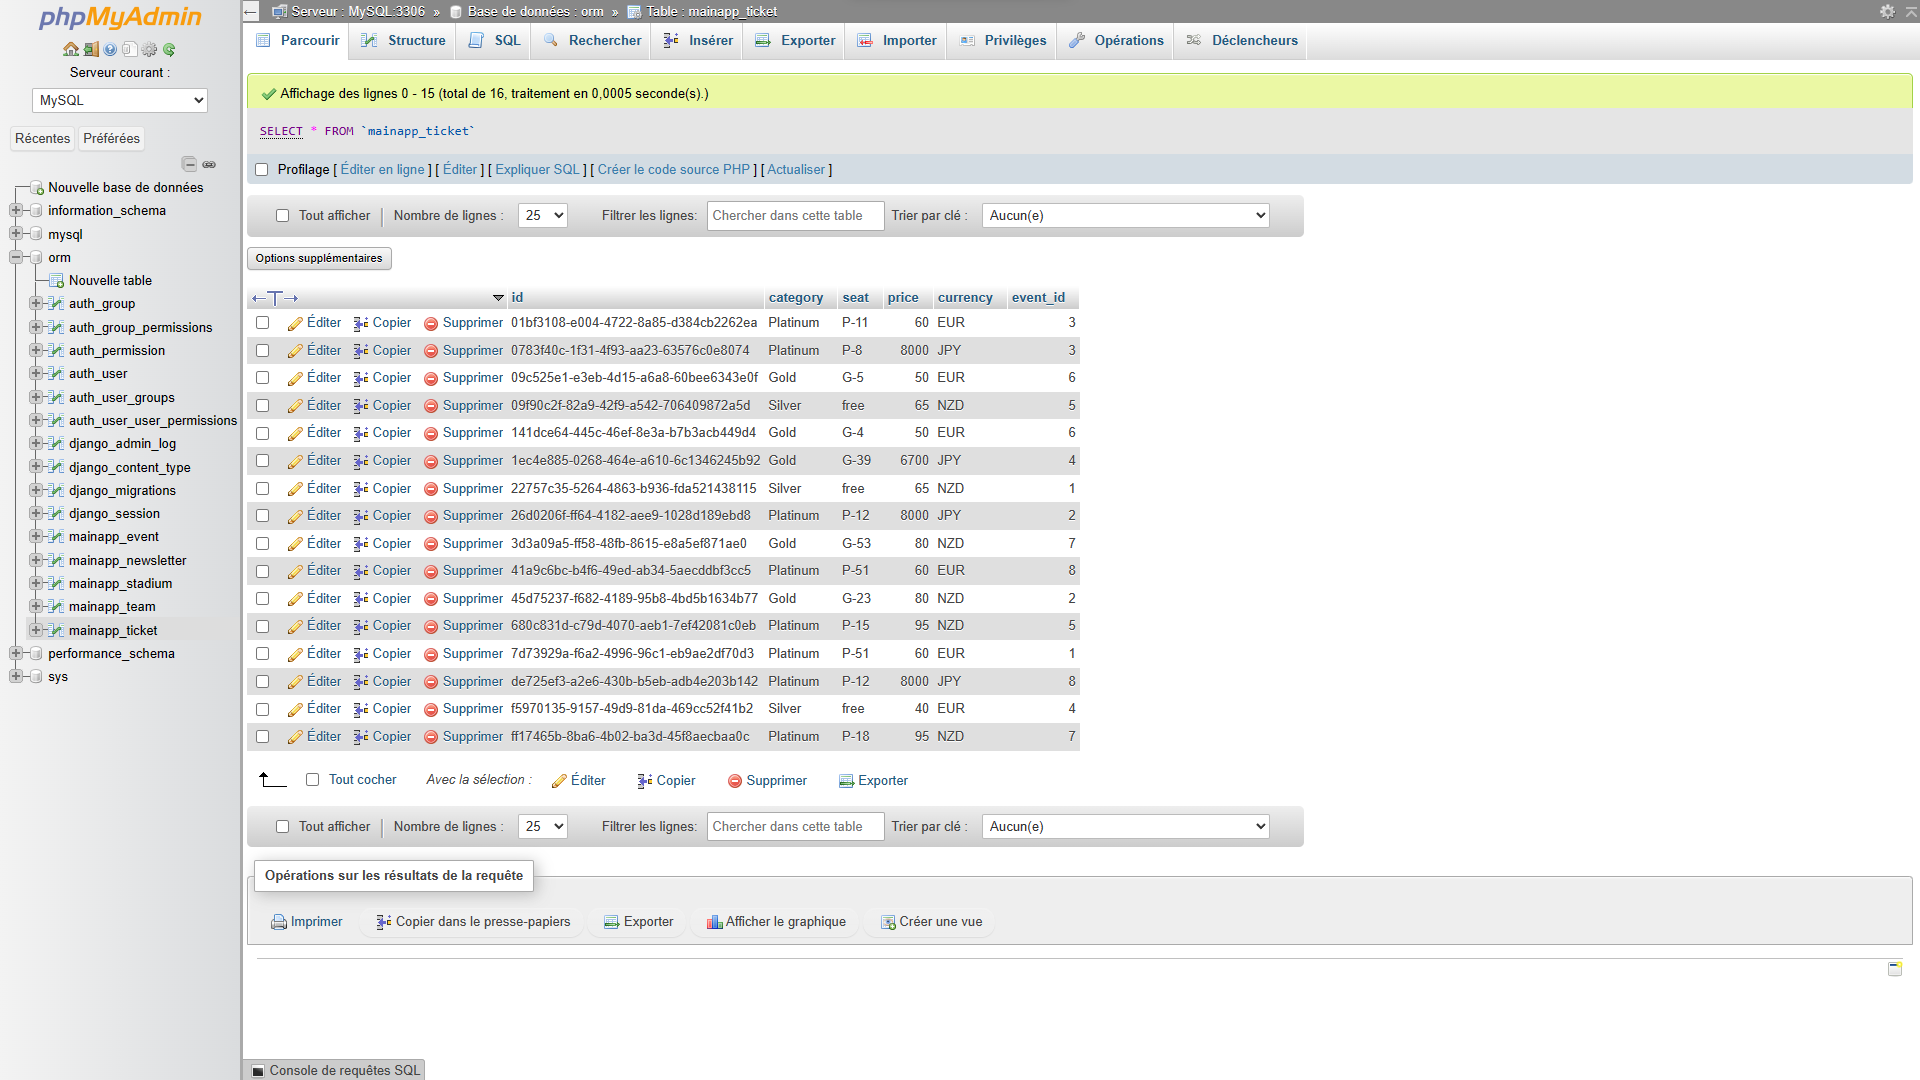 phpMyAdmin
Serveur courant :
MySQL
Récentes Préférées
Nouvelle base de données
information_schema
mysql
orm
Nouvelle table
auth_group
auth_group_permissions
auth_permission
auth_user
auth_user_groups
auth_user_user_permissions
django_admin_log
django_content_type
django_migrations
django_session
mainapp_event
mainapp_newsletter
mainapp_stadium
mainapp_team
mainapp_ticket
performance_schema
sys
Serveur : MySQL:3306 » Base de données : orm » Table : mainapp_ticket
Parcourir Structure SQL Rechercher Insérer Exporter Importer Privilèges Opérations Déclencheurs
Affichage des lignes 0 - 15 (total de 16, traitement en 0,0005 seconde(s).)
SELECT * FROM `mainapp_ticket`
Profilage [ Éditer en ligne ] [ Éditer ] [ Expliquer SQL ] [ Créer le code source PHP ] [ Actualiser ]
Tout afficher Nombre de lignes : 25 Filtrer les lignes: Chercher dans cette table Trier par clé : Aucun(e)
Options supplémentaires
id category seat price currency event_id
Éditer Copier Supprimer 01bf3108-e004-4722-8a85-d384cb2262ea Platinum P-11 60 EUR 3
Éditer Copier Supprimer 0783f40c-1f31-4f93-aa23-63576c0e8074 Platinum P-8 8000 JPY 3
Éditer Copier Supprimer 09c525e1-e3eb-4d15-a6a8-60bee6343e0f Gold G-5 50 EUR 6
Éditer Copier Supprimer 09f90c2f-82a9-42f9-a542-706409872a5d Silver free 65 NZD 5
Éditer Copier Supprimer 141dce64-445c-46ef-8e3a-b7b3acb449d4 Gold G-4 50 EUR 6
Éditer Copier Supprimer 1ec4e885-0268-464e-a610-6c1346245b92 Gold G-39 6700 JPY 4
Éditer Copier Supprimer 22757c35-5264-4863-b936-fda521438115 Silver free 65 NZD 1
Éditer Copier Supprimer 26d0206f-ff64-4182-aee9-1028d189ebd8 Platinum P-12 8000 JPY 2
Éditer Copier Supprimer 3d3a09a5-ff58-48fb-8615-e8a5ef871ae0 Gold G-53 80 NZD 7
Éditer Copier Supprimer 41a9c6bc-b4f6-49ed-ab34-5aecddbf3cc5 Platinum P-51 60 EUR 8
Éditer Copier Supprimer 45d75237-f682-4189-95b8-4bd5b1634b77 Gold G-23 80 NZD 2
Éditer Copier Supprimer 680c831d-c79d-4070-aeb1-7ef42081c0eb Platinum P-15 95 NZD 5
Éditer Copier Supprimer 7d73929a-f6a2-4996-96c1-eb9ae2df70d3 Platinum P-51 60 EUR 1
Éditer Copier Supprimer de725ef3-a2e6-430b-b5eb-adb4e203b142 Platinum P-12 8000 JPY 8
Éditer Copier Supprimer f5970135-9157-49d9-81da-469cc52f41b2 Silver free 40 EUR 4
Éditer Copier Supprimer ff17465b-8ba6-4b02-ba3d-45f8aecbaa0c Platinum P-18 95 NZD 7
Tout cocher Avec la sélection : Éditer Copier Supprimer Exporter
Tout afficher Nombre de lignes : 25 Filtrer les lignes: Chercher dans cette table Trier par clé : Aucun(e)
Opérations sur les résultats de la requête
Imprimer Copier dans le presse-papiers Exporter Afficher le graphique Créer une vue
Console de requêtes SQL